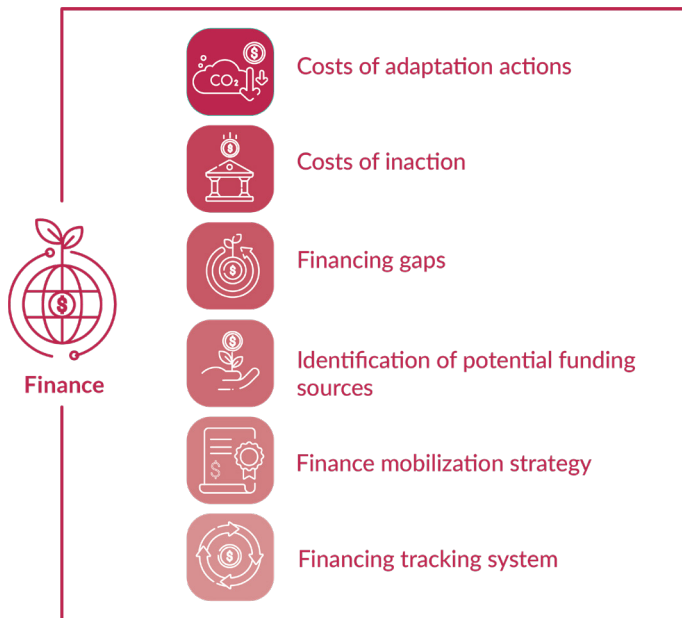 $
CO₂
Costs of adaptation actions
$
Costs of inaction
$
Financing gaps
$
Finance
$
Identification of potential funding
sources
$
Finance mobilization strategy
$
Financing tracking system